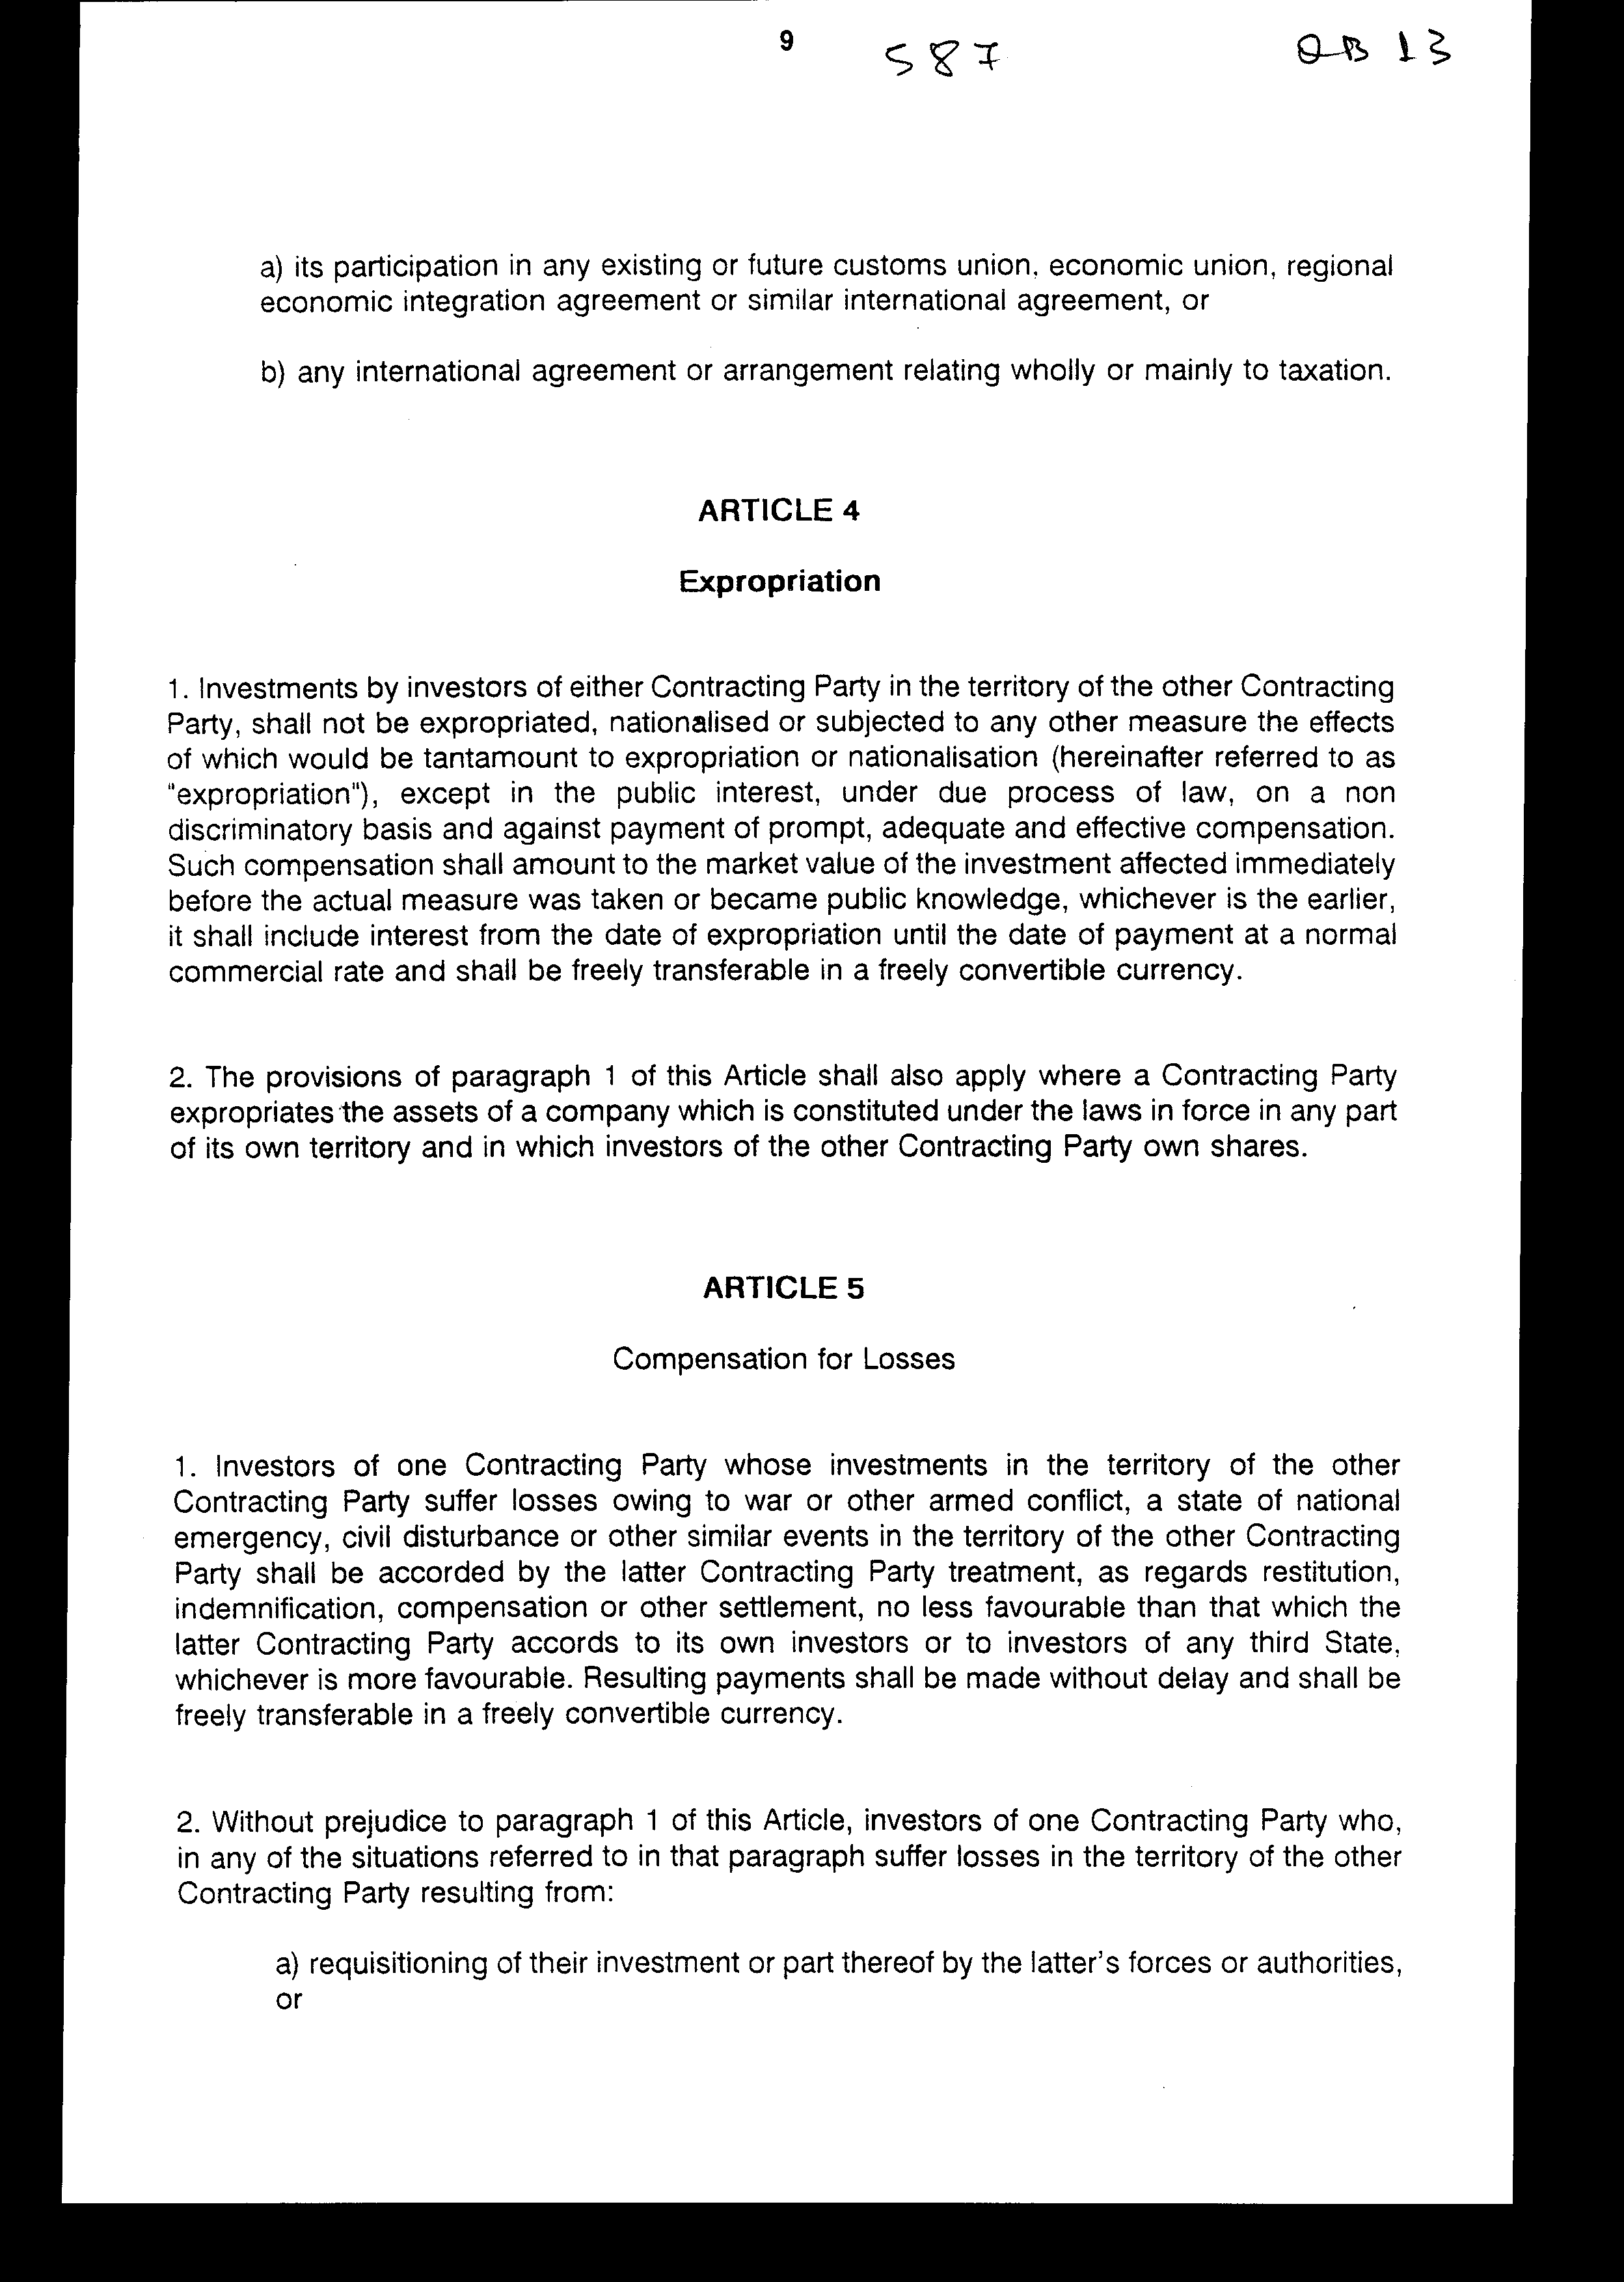 9
587
OB 13
a) its participation in any existing or future customs union, economic union, regional
economic integration agreement or similar international agreement, or
b) any international agreement or arrangement relating wholly or mainly to taxation.
ARTICLE 4
Expropriation
1. Investments by investors of either Contracting Party in the territory of the other Contracting
Party, shall not be expropriated, nationalised or subjected to any other measure the effects
of which would be tantamount to expropriation or nationalisation (hereinafter referred to as
"expropriation"), except in the public interest, under due process of law, on a non
discriminatory basis and against payment of prompt, adequate and effective compensation.
Such compensation shall amount to the market value of the investment affected immediately
before the actual measure was taken or became public knowledge, whichever is the earlier,
it shall include interest from the date of expropriation until the date of payment at a normal
commercial rate and shall be freely transferable in a freely convertible currency.
2. The provisions of paragraph 1 of this Article shall also apply where a Contracting Party
expropriates the assets of a company which is constituted under the laws in force in any part
of its own territory and in which investors of the other Contracting Party own shares.
ARTICLE 5
Compensation for Losses
1. Investors of one Contracting Party whose investments in the territory of the other
Contracting Party suffer losses owing to war or other armed conflict, a state of national
emergency, civil disturbance or other similar events in the territory of the other Contracting
Party shall be accorded by the latter Contracting Party treatment, as regards restitution,
indemnification, compensation or other settlement, no less favourable than that which the
latter Contracting Party accords to its own investors or to investors of any third State,
whichever is more favourable. Resulting payments shall be made without delay and shall be
freely transferable in a freely convertible currency.
2. Without prejudice to paragraph 1 of this Article, investors of one Contracting Party who,
in any of the situations referred to in that paragraph suffer losses in the territory of the other
Contracting Party resulting from:
a) requisitioning of their investment or part thereof by the latter's forces or authorities,
or